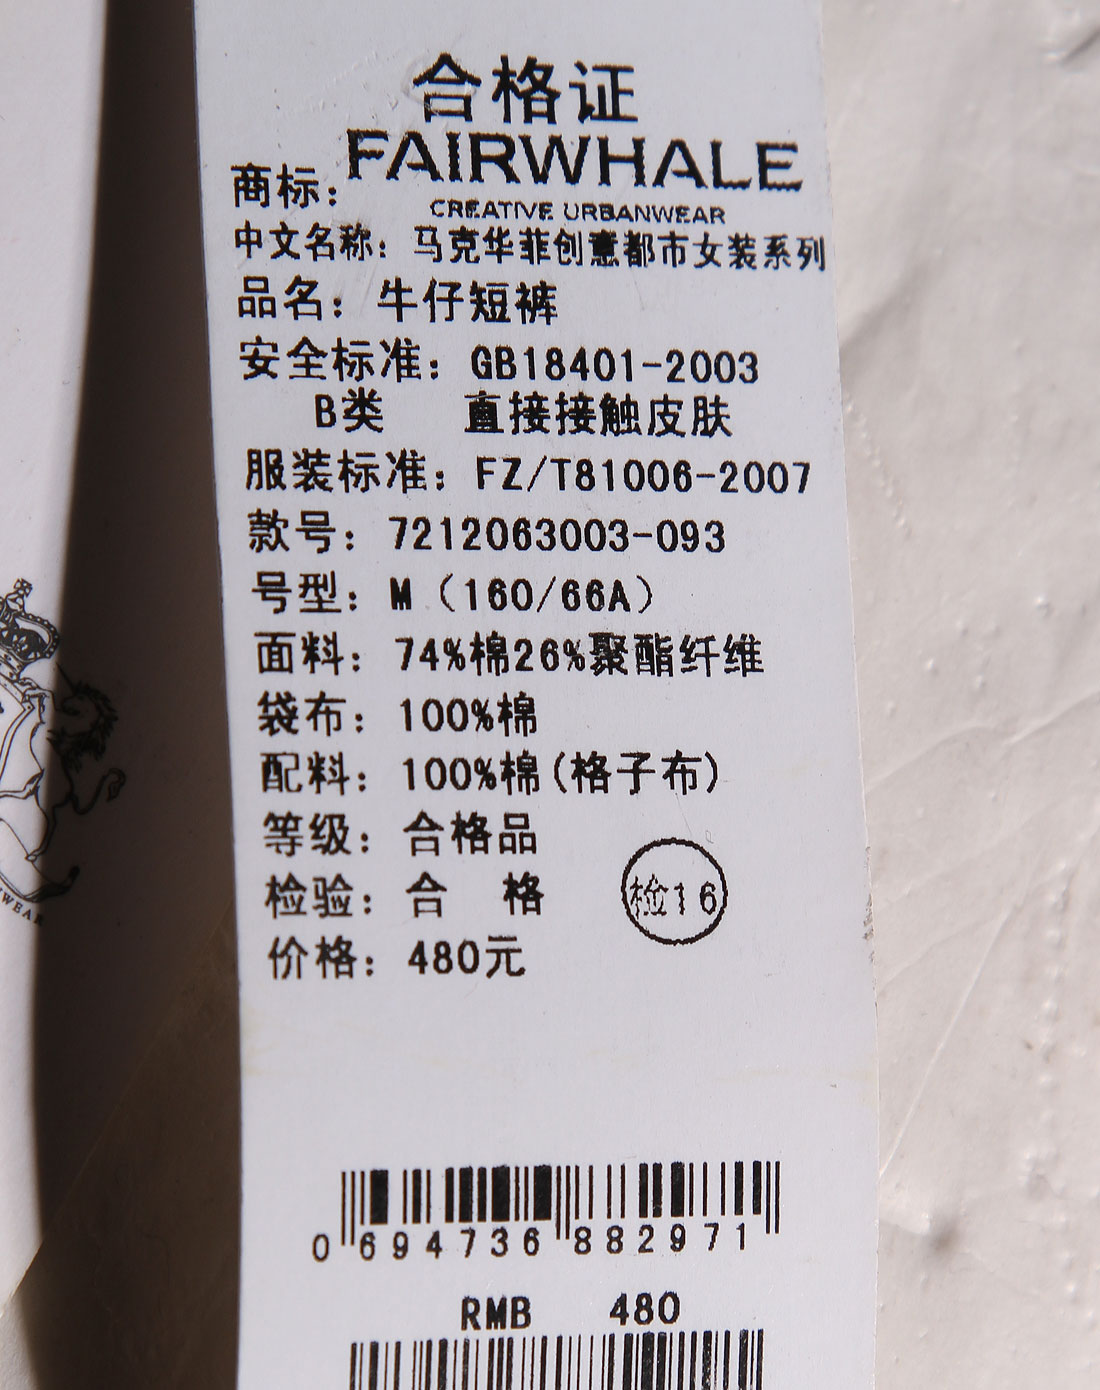 合格证
商标：FAIRWHALE
CREATIVE URBANWEAR
中文名称：马克华菲创意都市女装系列
品名：牛仔短裤
安全标准：GB18401-2003
B类 直接接触皮肤
服装标准：FZ/T81006-2007
款号：7212063003-093
号型：M（160/66A）
面料：74%棉26%聚酯纤维
袋布：100%棉
配料：100%棉(格子布)
等级：合格品
检验：合 格 检16
价格：480元
0 694736 882971
RMB 480